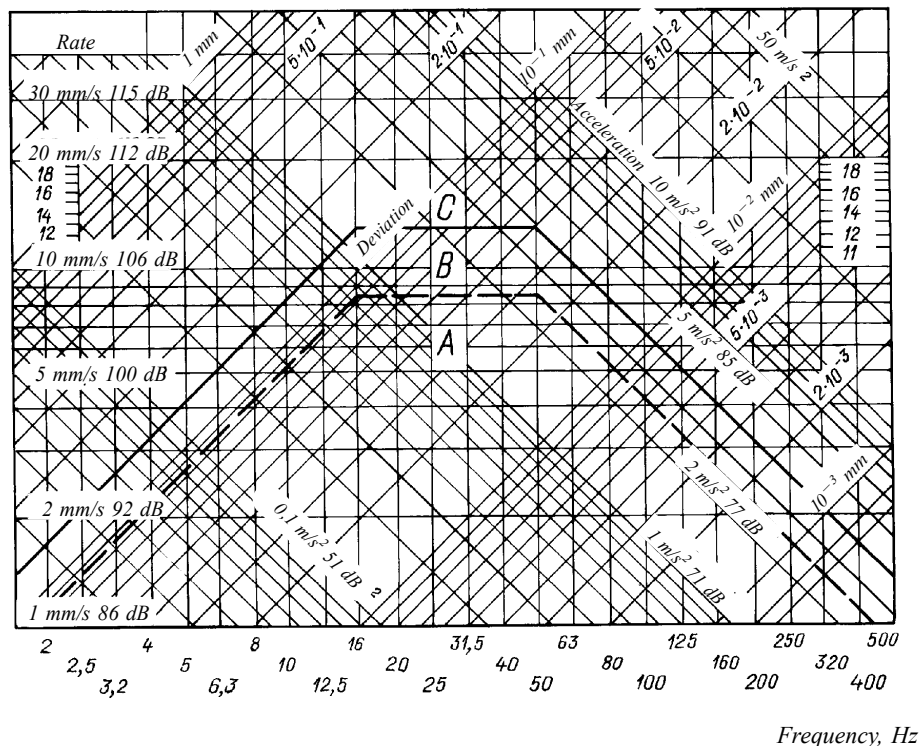 Rate
1 mm
5·10⁻¹
2·10⁻¹
10⁻¹ mm
5·10⁻²
50 m/s²
2·10⁻²
30 mm/s 115 dB
Acceleration 10 m/s² 91 dB
20 mm/s 112 dB
18
16
14
12
18
16
14
12
11
10⁻² mm
Deviation
C
B
A
10 mm/s 106 dB
5·10⁻³
5 m/s² 85 dB
2·10⁻³
5 mm/s 100 dB
10⁻³ mm
2 m/s² 77 dB
2 mm/s 92 dB
0.1 m/s² 51 dB 2
1 m/s² 71 dB
1 mm/s 86 dB
2 4 8 16 31,5 63 125 250 500
2,5 5 10 20 40 80 160 320
3,2 6,3 12,5 25 50 100 200 400
Frequency, Hz